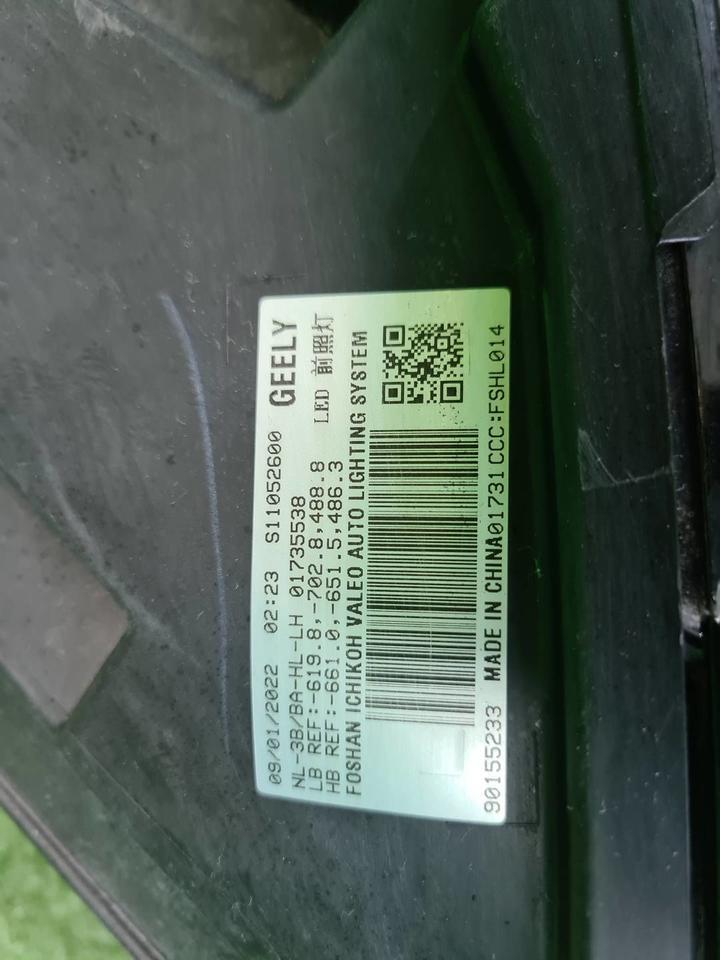 09/01/2022 02:23 S11052600
NL-3B/BA-HL-LH 01735538
GEELY
LB REF:-619.8,-702.8,488.8
HB REF:-661.0,-651.5,486.3
LED 前照灯
FOSHAN ICHIKOH VALEO AUTO LIGHTING SYSTEM
90155233 MADE IN CHINA01731 CCC:FSHL014